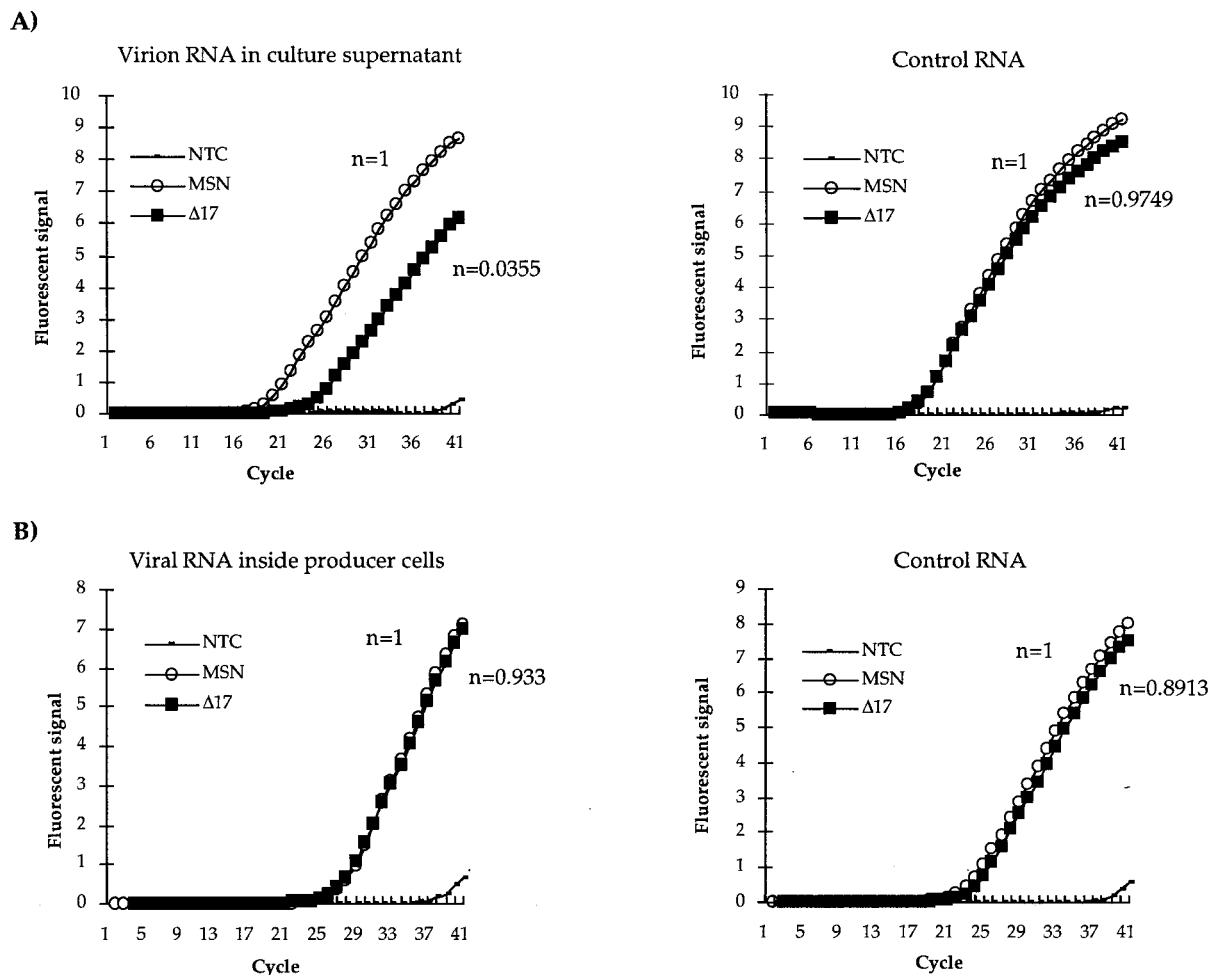 A)
Virion RNA in culture supernatant
10
9
8
7
6
5
4
3
2
1
0
Fluorescent signal
NTC
MSN
Δ17
n=1
n=0.0355
1 6 11 16 21 26 31 36 41
Cycle
Control RNA
10
9
8
7
6
5
4
3
2
1
0
Fluorescent signal
NTC
MSN
Δ17
n=1
n=0.9749
1 6 11 16 21 26 31 36 41
Cycle
B)
Viral RNA inside producer cells
8
7
6
5
4
3
2
1
0
Fluorescent signal
NTC
MSN
Δ17
n=1
n=0.933
1 5 9 13 17 21 25 29 33 37 41
Cycle
Control RNA
9
8
7
6
5
4
3
2
1
0
Fluorescent signal
NTC
MSN
Δ17
n=1
n=0.8913
1 5 9 13 17 21 25 29 33 37 41
Cycle